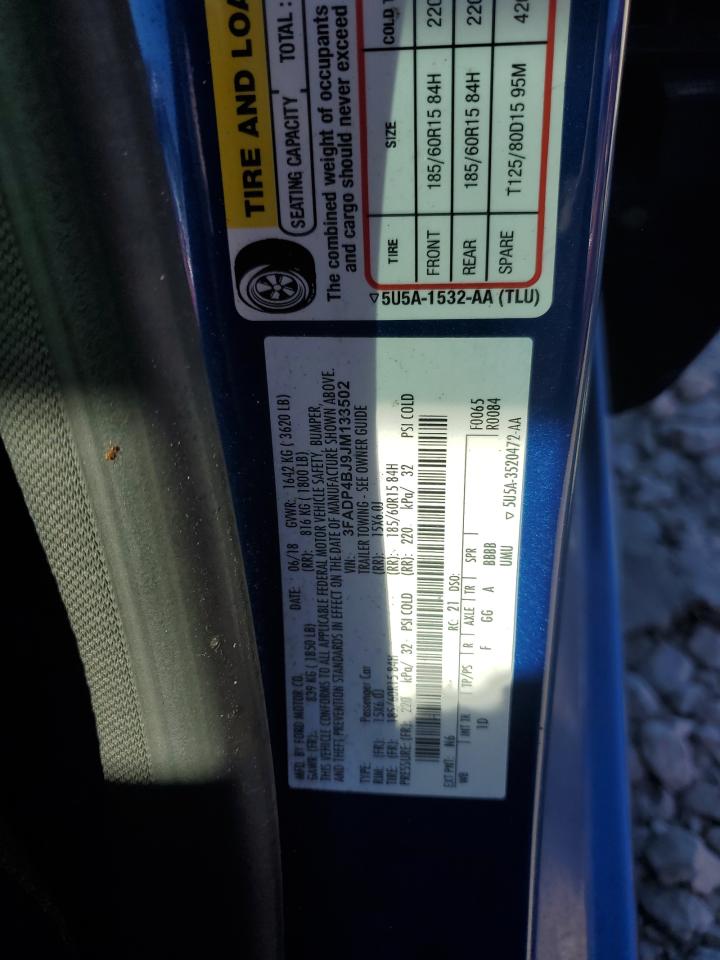 TIRE AND LOA
SEATING CAPACITY TOTAL :
The combined weight of occupants
and cargo should never exceed
TIRE SIZE COLD T
FRONT 185/60R15 84H 220
REAR 185/60R15 84H 220
SPARE T125/80D15 95M 420
▽5U5A-1532-AA (TLU)
MFD. BY FORD MOTOR CO. DATE: 06/18 GVWR: 1642 KG ( 3620 LB)
GAWR: (FR): 839 KG ( 1850 LB) (RR): 816 KG ( 1800 LB)
THIS VEHICLE CONFORMS TO ALL APPLICABLE FEDERAL MOTOR VEHICLE SAFETY, BUMPER,
AND THEFT PREVENTION STANDARDS IN EFFECT ON THE DATE OF MANUFACTURE SHOWN ABOVE.
VIN: 3FADP4BJ9JM133502
TYPE: Passenger Car TRAILER TOWING - SEE OWNER GUIDE
RIM: (FR): 15X6.0J (RR): 15X6.0J
TIRE (FR): 185/60R15 84H (RR): 185/60R15 84H
PRESSURE (FR): 220 kPa/ 32 PSI COLD (RR): 220 kPa/ 32 PSI COLD
EXT PNT: N6 RC: 21 DSO: F0065
WB INT TR TP/PS R AXLE TR SPR R0084
1D F GG A BBBB
UMU ▽5U5A-3520472-AA